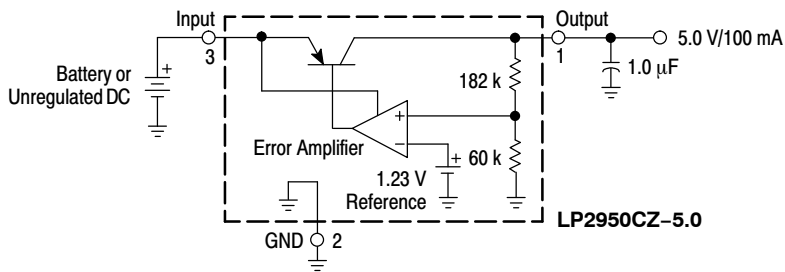 Input
3
Output
1
5.0 V/100 mA
Battery or
Unregulated DC
+
182 k
1.0 μF
Error Amplifier
+
−
60 k
+
1.23 V
Reference
LP2950CZ−5.0
GND
2